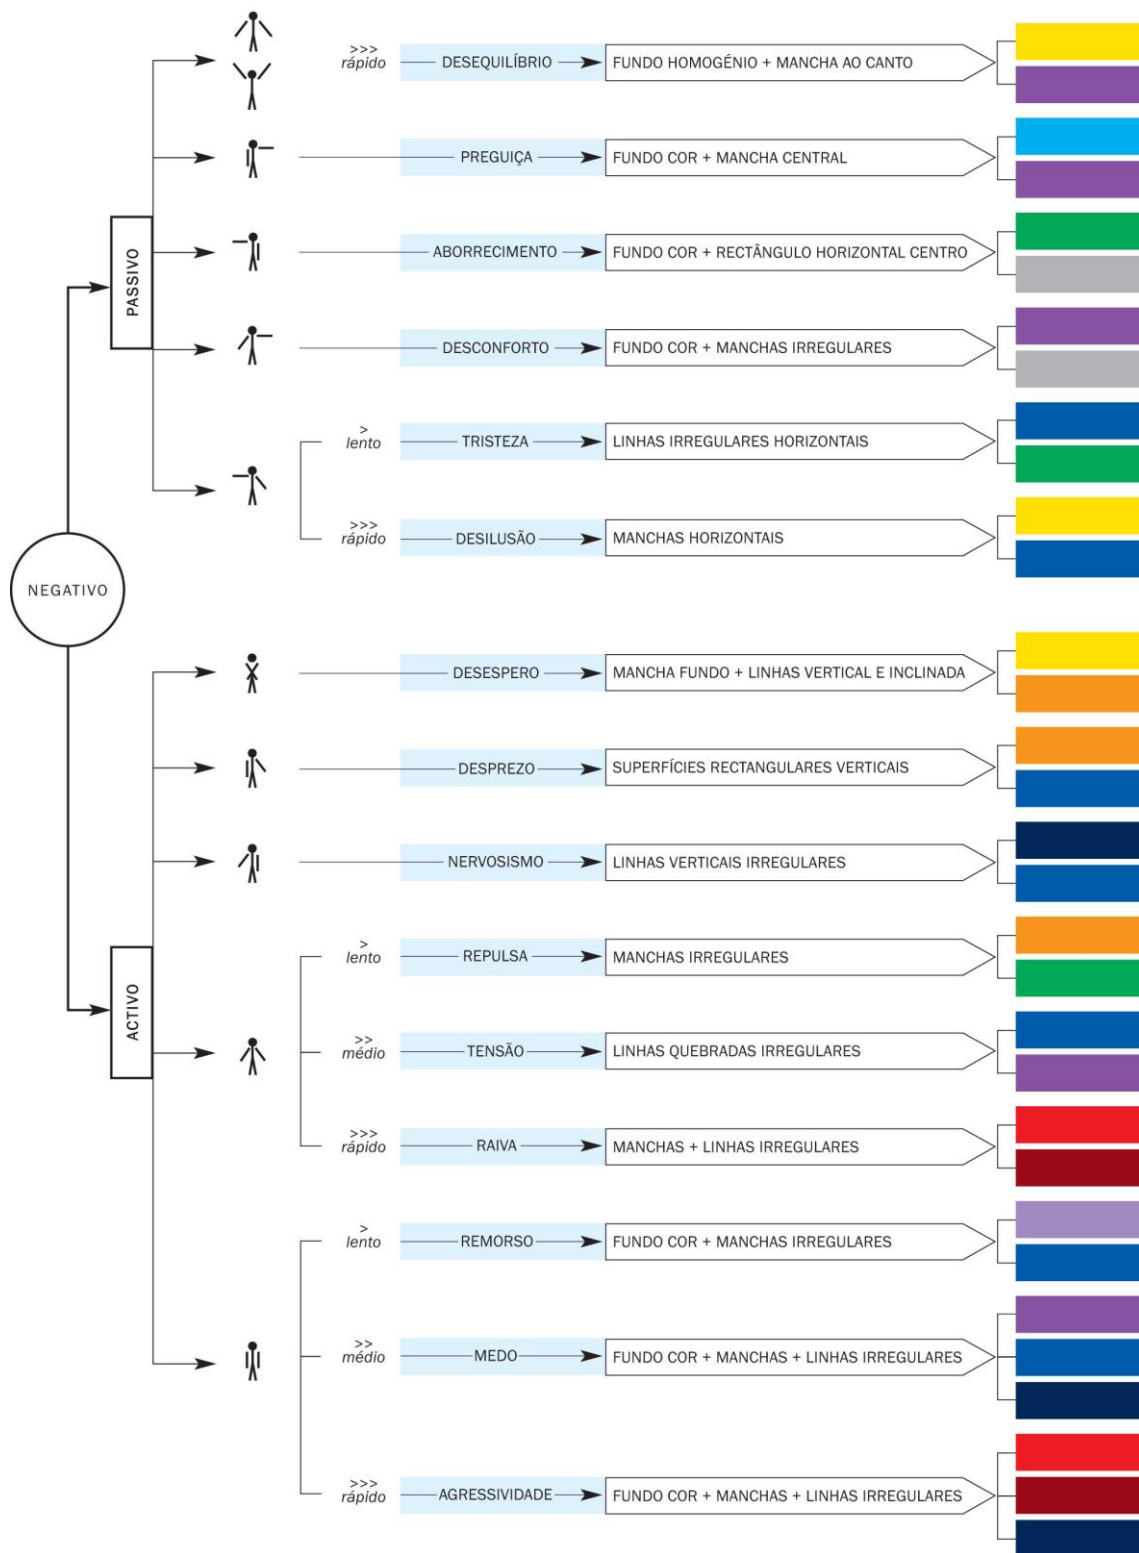 >>>
rápido
DESEQUILÍBRIO
FUNDO HOMOGÉNIO + MANCHA AO CANTO
PREGUIÇA
FUNDO COR + MANCHA CENTRAL
PASSIVO
ABORRECIMENTO
FUNDO COR + RECTÂNGULO HORIZONTAL CENTRO
DESCONFORTO
FUNDO COR + MANCHAS IRREGULARES
>
lento
TRISTEZA
LINHAS IRREGULARES HORIZONTAIS
>>>
rápido
DESILUSÃO
MANCHAS HORIZONTAIS
NEGATIVO
DESESPERO
MANCHA FUNDO + LINHAS VERTICAL E INCLINADA
DESPREZO
SUPERFÍCIES RECTANGULARES VERTICAIS
NERVOSISMO
LINHAS VERTICAIS IRREGULARES
ACTIVO
>
lento
REPULSA
MANCHAS IRREGULARES
>>
médio
TENSÃO
LINHAS QUEBRADAS IRREGULARES
>>>
rápido
RAIVA
MANCHAS + LINHAS IRREGULARES
>
lento
REMORSO
FUNDO COR + MANCHAS IRREGULARES
>>
médio
MEDO
FUNDO COR + MANCHAS + LINHAS IRREGULARES
>>>
rápido
AGRESSIVIDADE
FUNDO COR + MANCHAS + LINHAS IRREGULARES